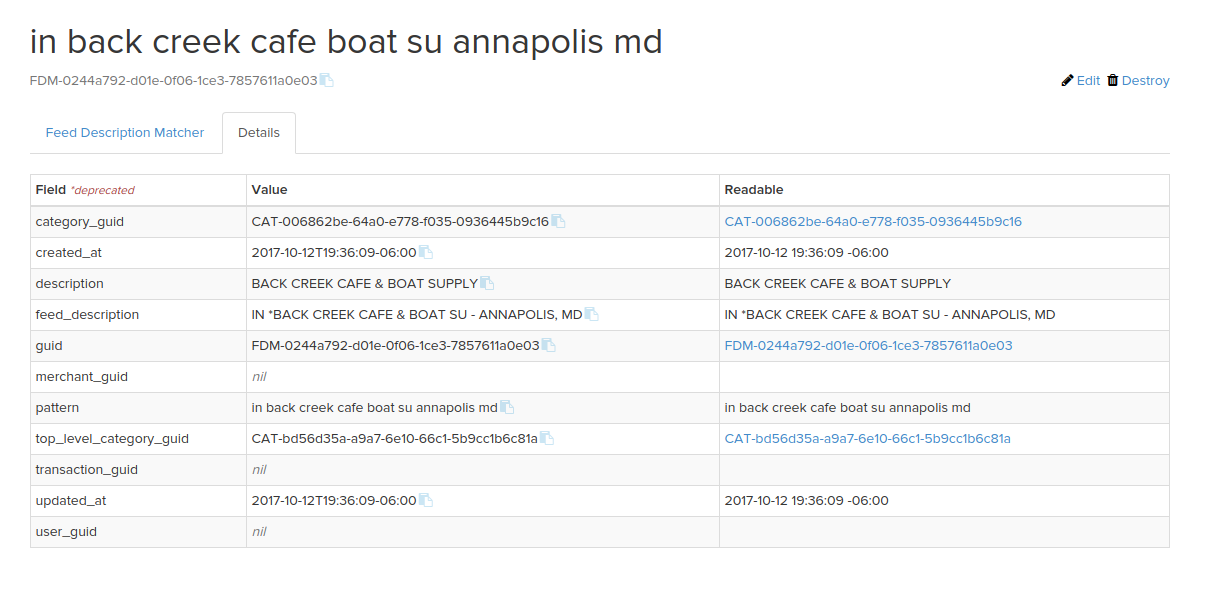 in back creek cafe boat su annapolis md
FDM-0244a792-d01e-0f06-1ce3-7857611a0e03
Edit Destroy
Feed Description Matcher Details
Field *deprecated Value Readable
category_guid CAT-006862be-64a0-e778-f035-0936445b9c16 CAT-006862be-64a0-e778-f035-0936445b9c16
created_at 2017-10-12T19:36:09-06:00 2017-10-12 19:36:09 -06:00
description BACK CREEK CAFE & BOAT SUPPLY BACK CREEK CAFE & BOAT SUPPLY
feed_description IN *BACK CREEK CAFE & BOAT SU - ANNAPOLIS, MD IN *BACK CREEK CAFE & BOAT SU - ANNAPOLIS, MD
guid FDM-0244a792-d01e-0f06-1ce3-7857611a0e03 FDM-0244a792-d01e-0f06-1ce3-7857611a0e03
merchant_guid nil
pattern in back creek cafe boat su annapolis md in back creek cafe boat su annapolis md
top_level_category_guid CAT-bd56d35a-a9a7-6e10-66c1-5b9cc1b6c81a CAT-bd56d35a-a9a7-6e10-66c1-5b9cc1b6c81a
transaction_guid nil
updated_at 2017-10-12T19:36:09-06:00 2017-10-12 19:36:09 -06:00
user_guid nil